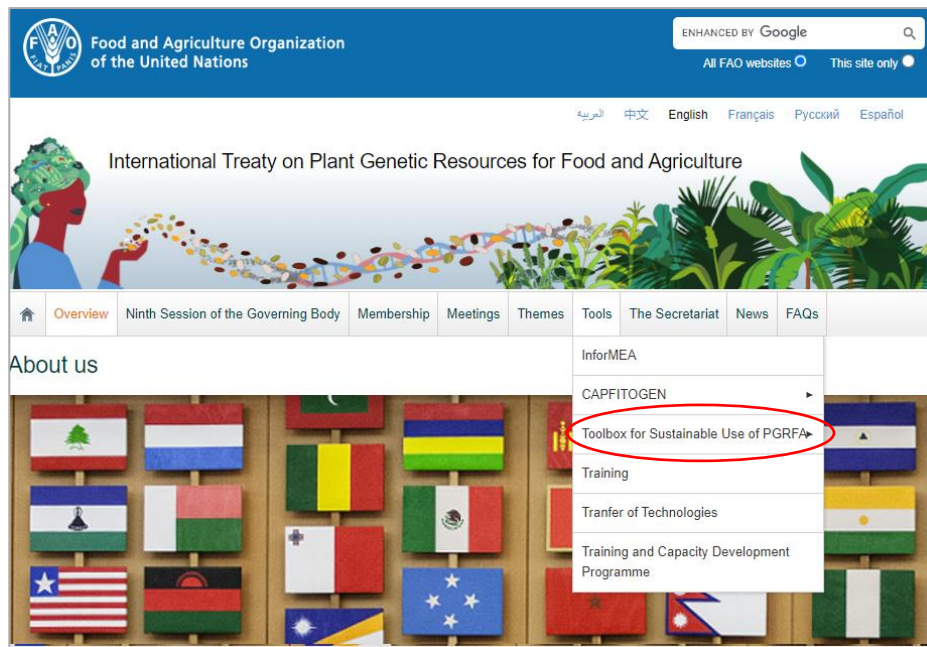 Food and Agriculture Organization
of the United Nations
ENHANCED BY Google
All FAO websites This site only
العربية 中文 English Français Русский Español
International Treaty on Plant Genetic Resources for Food and Agriculture
Overview Ninth Session of the Governing Body Membership Meetings Themes Tools The Secretariat News FAQs
About us
InforMEA
CAPFITOGEN
Toolbox for Sustainable Use of PGRFA
Training
Tranfer of Technologies
Training and Capacity Development
Programme